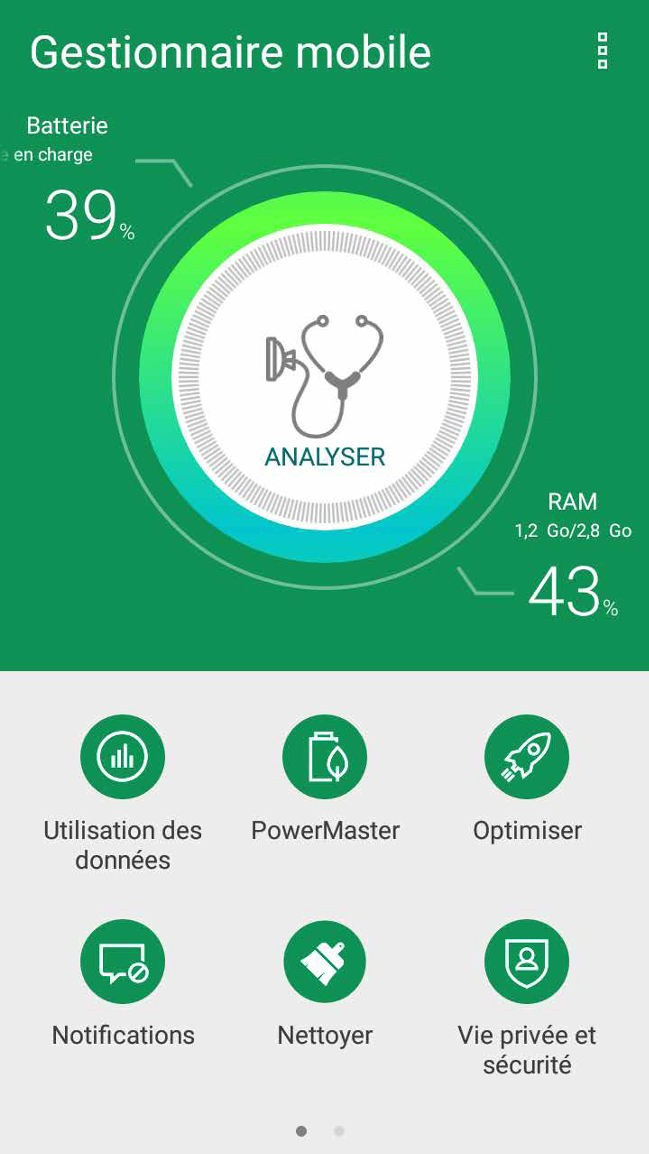 Gestionnaire mobile
Batterie
en charge
39%
ANALYSER
RAM
1,2 Go/2,8 Go
43%
Utilisation des
données
PowerMaster
Optimiser
Notifications
Nettoyer
Vie privée et
sécurité